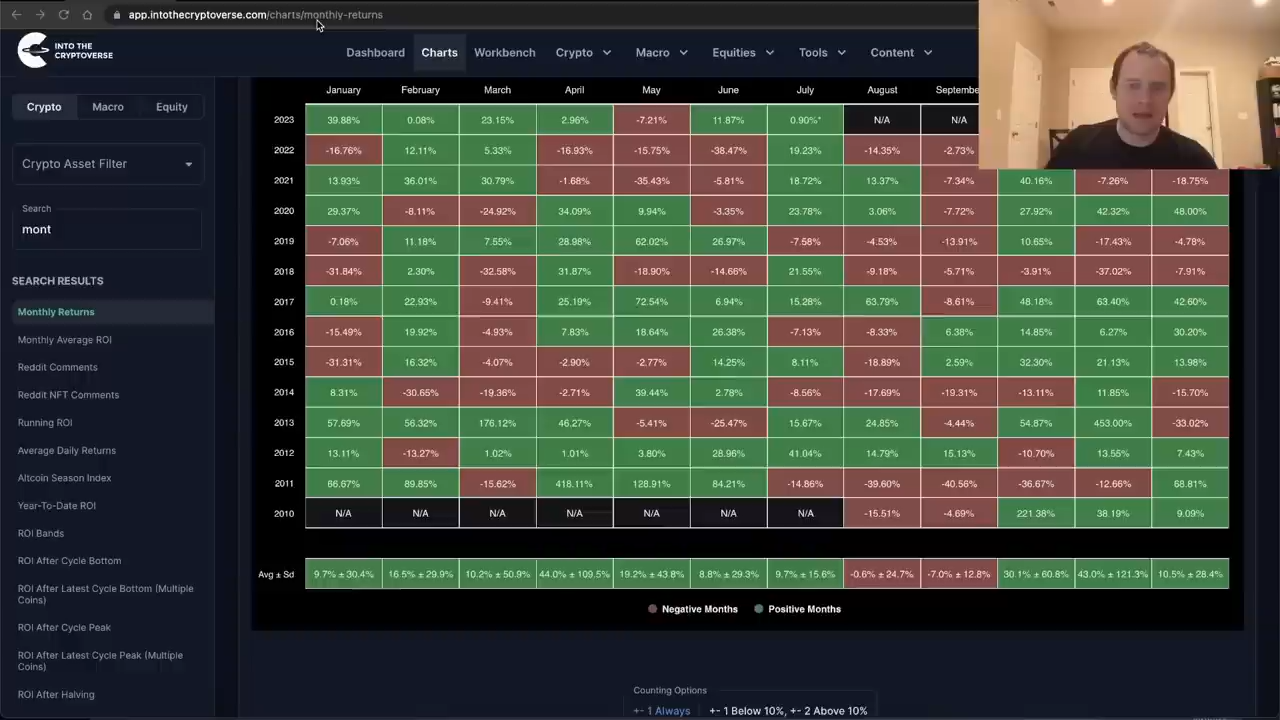 app.intothecryptoverse.com/charts/monthly-returns
INTO THE
CRYPTOVERSE
Dashboard Charts Workbench Crypto Macro Equities Tools Content
Crypto Macro Equity
Crypto Asset Filter
Search
mont
SEARCH RESULTS
Monthly Returns
Monthly Average ROI
Reddit Comments
Reddit NFT Comments
Running ROI
Average Daily Returns
Altcoin Season Index
Year-To-Date ROI
ROI Bands
ROI After Cycle Bottom
ROI After Latest Cycle Bottom (Multiple
Coins)
ROI After Cycle Peak
ROI After Latest Cycle Peak (Multiple
Coins)
ROI After Halving
January February March April May June July August Septembe
2023 39.88% 0.08% 23.15% 2.96% -7.21% 11.87% 0.90%* N/A N/A
2022 -16.76% 12.11% 5.33% -16.93% -15.75% -38.47% 19.23% -14.35% -2.73%
2021 13.93% 36.01% 30.79% -1.68% -35.43% -5.81% 18.72% 13.37% -7.34% 40.16% -7.26% -18.75%
2020 29.37% -8.11% -24.92% 34.09% 9.94% -3.35% 23.78% 3.06% -7.72% 27.92% 42.32% 48.00%
2019 -7.06% 11.18% 7.55% 28.98% 62.02% 26.97% -7.58% -4.53% -13.91% 10.65% -17.43% -4.78%
2018 -31.84% 2.30% -32.58% 31.87% -18.90% -14.66% 21.55% -9.18% -5.71% -3.91% -37.02% -7.91%
2017 0.18% 22.93% -9.41% 25.19% 72.54% 6.94% 15.28% 63.79% -8.61% 48.18% 63.40% 42.60%
2016 -15.49% 19.92% -4.93% 7.83% 18.64% 26.38% -7.13% -8.33% 6.38% 14.85% 6.27% 30.20%
2015 -31.31% 16.32% -4.07% -2.90% -2.77% 14.25% 8.11% -18.89% 2.59% 32.30% 21.13% 13.98%
2014 8.31% -30.65% -19.36% -2.71% 39.44% 2.78% -8.56% -17.69% -19.31% -13.11% 11.85% -15.70%
2013 57.69% 56.32% 176.12% 46.27% -5.41% -25.47% 15.67% 24.85% -4.44% 54.87% 453.00% -33.02%
2012 13.11% -13.27% 1.02% 1.01% 3.80% 28.96% 41.04% 14.79% 15.13% -10.70% 13.55% 7.43%
2011 66.67% 89.85% -15.62% 418.11% 128.91% 84.21% -14.86% -39.60% -40.56% -36.67% -12.66% 68.81%
2010 N/A N/A N/A N/A N/A N/A N/A -15.51% -4.69% 221.38% 38.19% 9.09%
Avg ± Sd 9.7% ± 30.4% 16.5% ± 29.9% 10.2% ± 50.9% 44.0% ± 109.5% 19.2% ± 43.8% 8.8% ± 29.3% 9.7% ± 15.6% -0.6% ± 24.7% -7.0% ± 12.8% 30.1% ± 60.8% 43.0% ± 121.3% 10.5% ± 28.4%
Negative Months Positive Months
Counting Options
+- 1 Always +- 1 Below 10%, +- 2 Above 10%